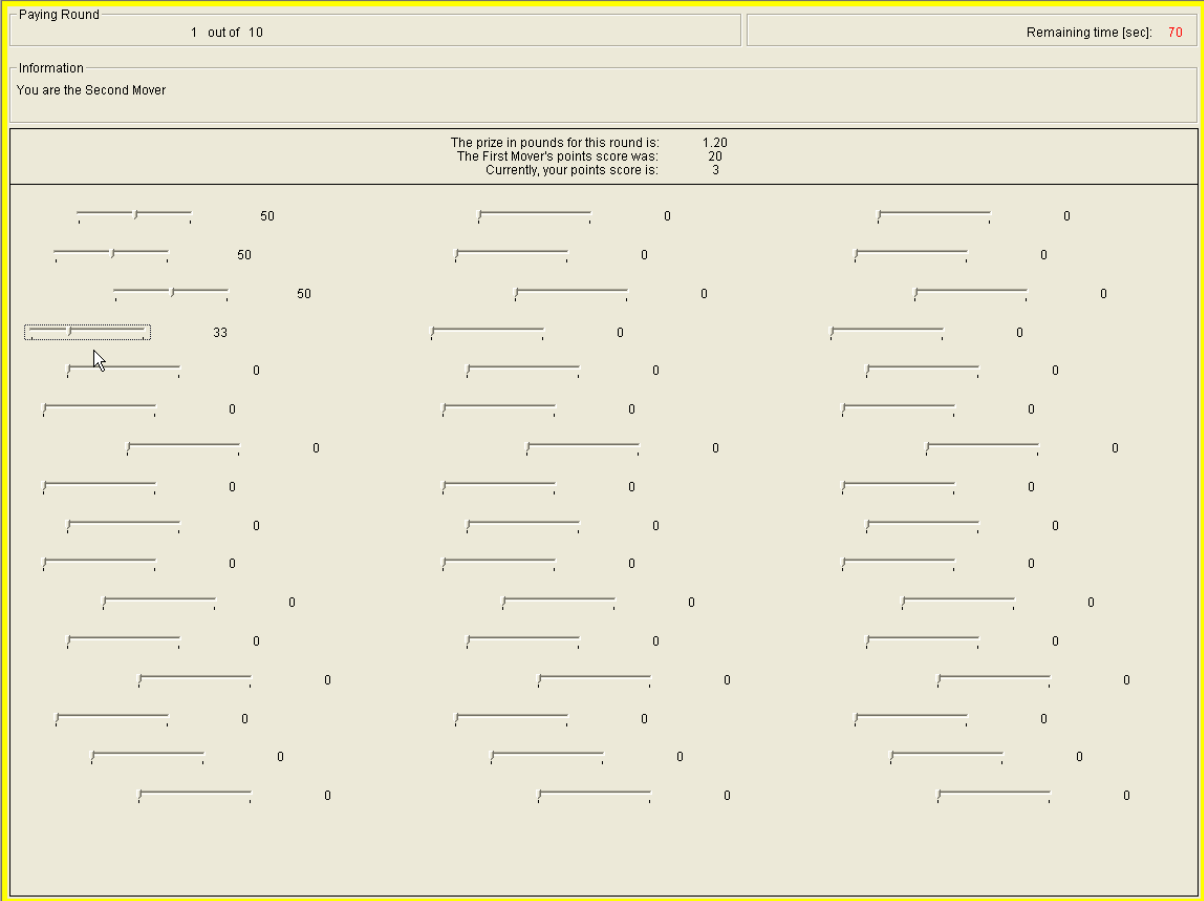 Paying Round
1 out of 10
Remaining time [sec]: 70
Information
You are the Second Mover
The prize in pounds for this round is: 1.20
The First Mover's points score was: 20
Currently, your points score is: 3
50 0 0
50 0 0
50 0 0
33 0 0
0 0 0
0 0 0
0 0 0
0 0 0
0 0 0
0 0 0
0 0 0
0 0 0
0 0 0
0 0 0
0 0 0
0 0 0